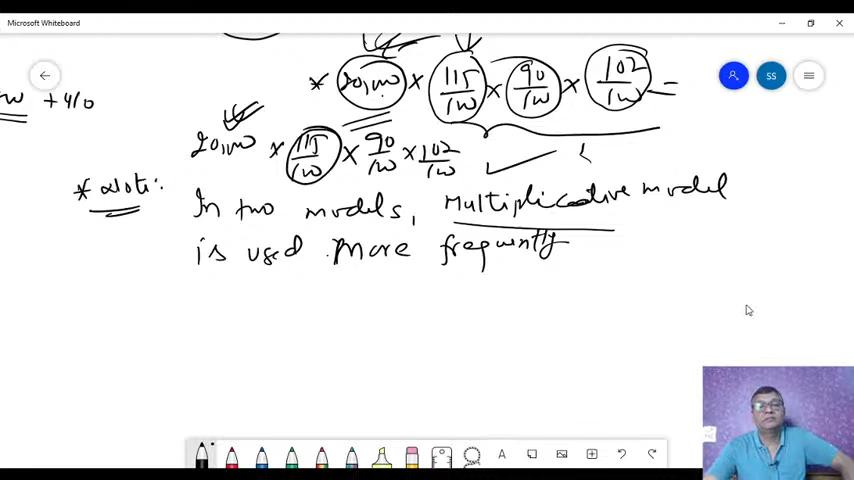 Microsoft Whiteboard
SS
* 20,000 × 115/100 × 90/100 × 102/100 =
+410
20,000 × 115/100 × 90/100 × 102/100
* Note:
In two models, Multiplicative model
is used more frequently
A